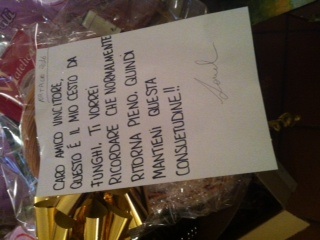 CARO AMICO VINCITORE,
QUESTO È IL MIO CESTO DA
FUNGHI. TI VORREI
RICORDARE CHE NORMALMENTE
RITORNA PIENO, QUINDI
MANTIENI QUESTA
CONSUETUDINE!!